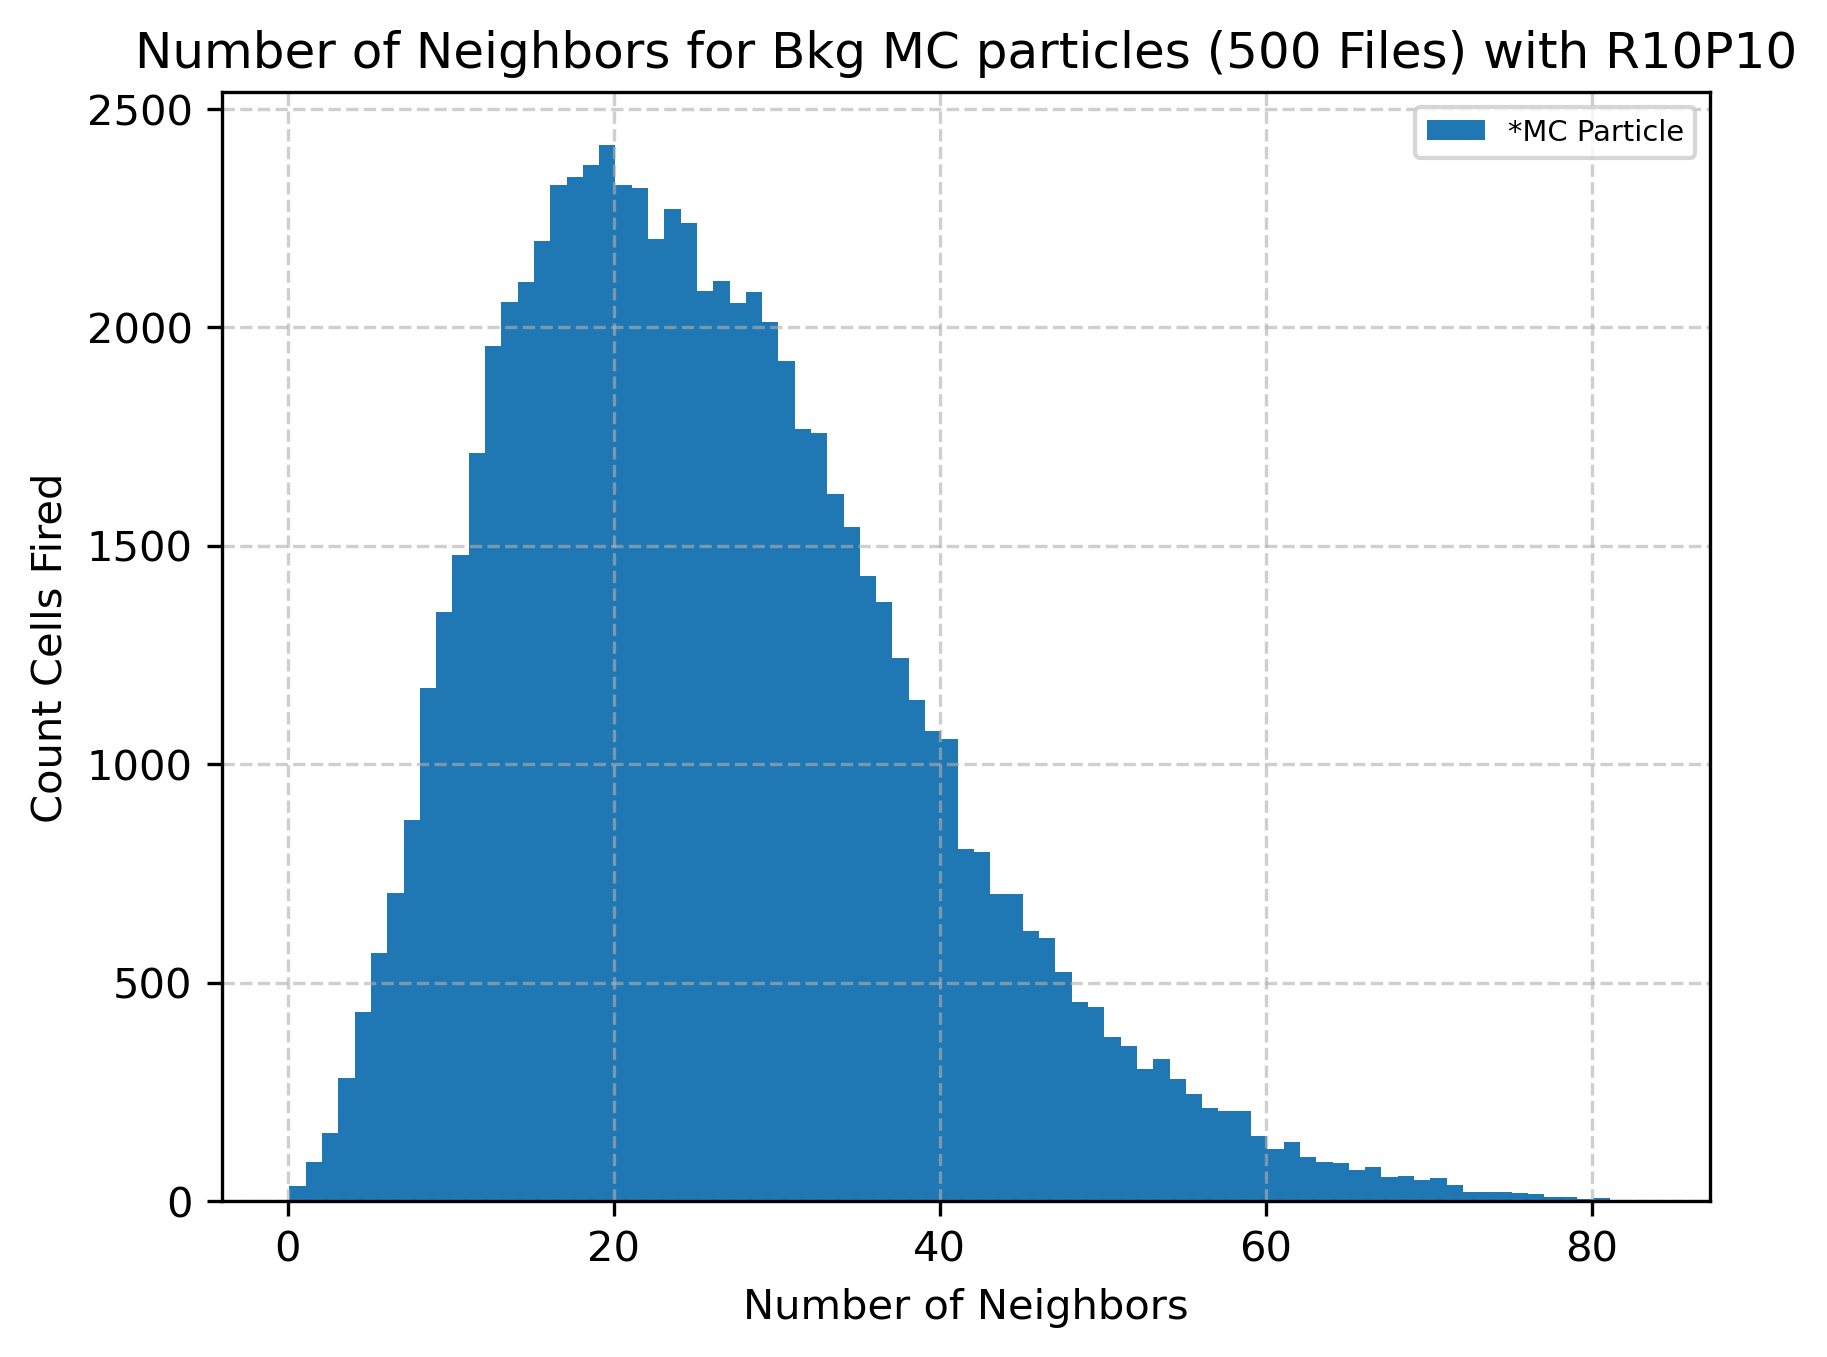 Number of Neighbors for Bkg MC particles (500 Files) with R10P10
*MC Particle
2500
2000
1500
1000
500
0
Count Cells Fired
0 20 40 60 80
Number of Neighbors